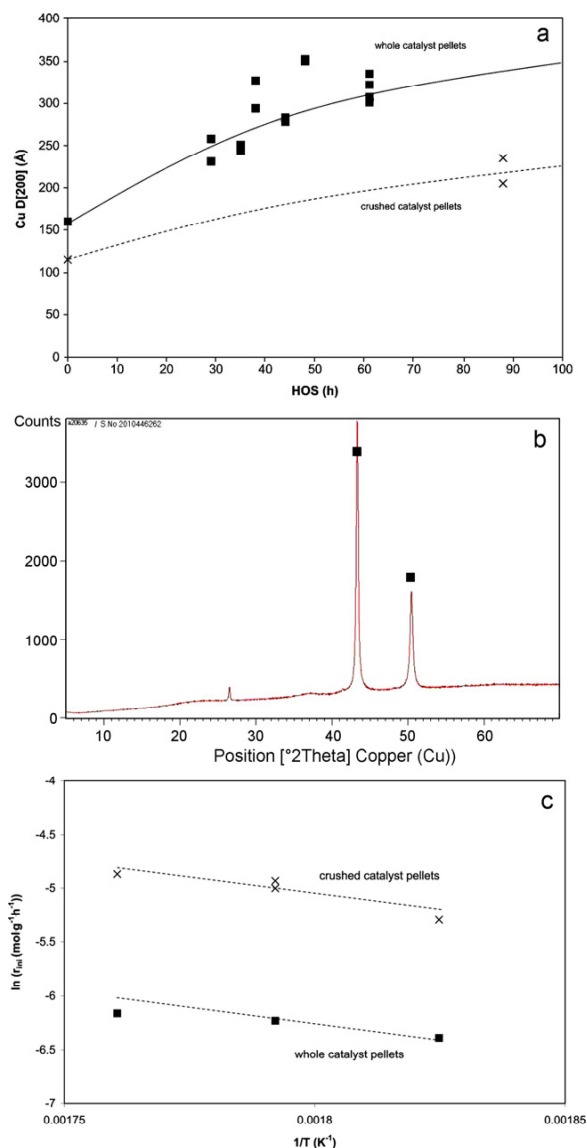 a
400
350
300
250
200
150
100
50
0
Cu D[200] (Å)
whole catalyst pellets
crushed catalyst pellets
0 10 20 30 40 50 60 70 80 90 100
HOS (h)
b
Counts
a20635 / S.No 2010446262
3000
2000
1000
0
10 20 30 40 50 60
Position [°2Theta] Copper (Cu))
c
-4
-4.5
-5
-5.5
-6
-6.5
-7
ln (rini (mol g-1h-1))
crushed catalyst pellets
whole catalyst pellets
0.00175 0.0018 0.00185
1/T (K-1)